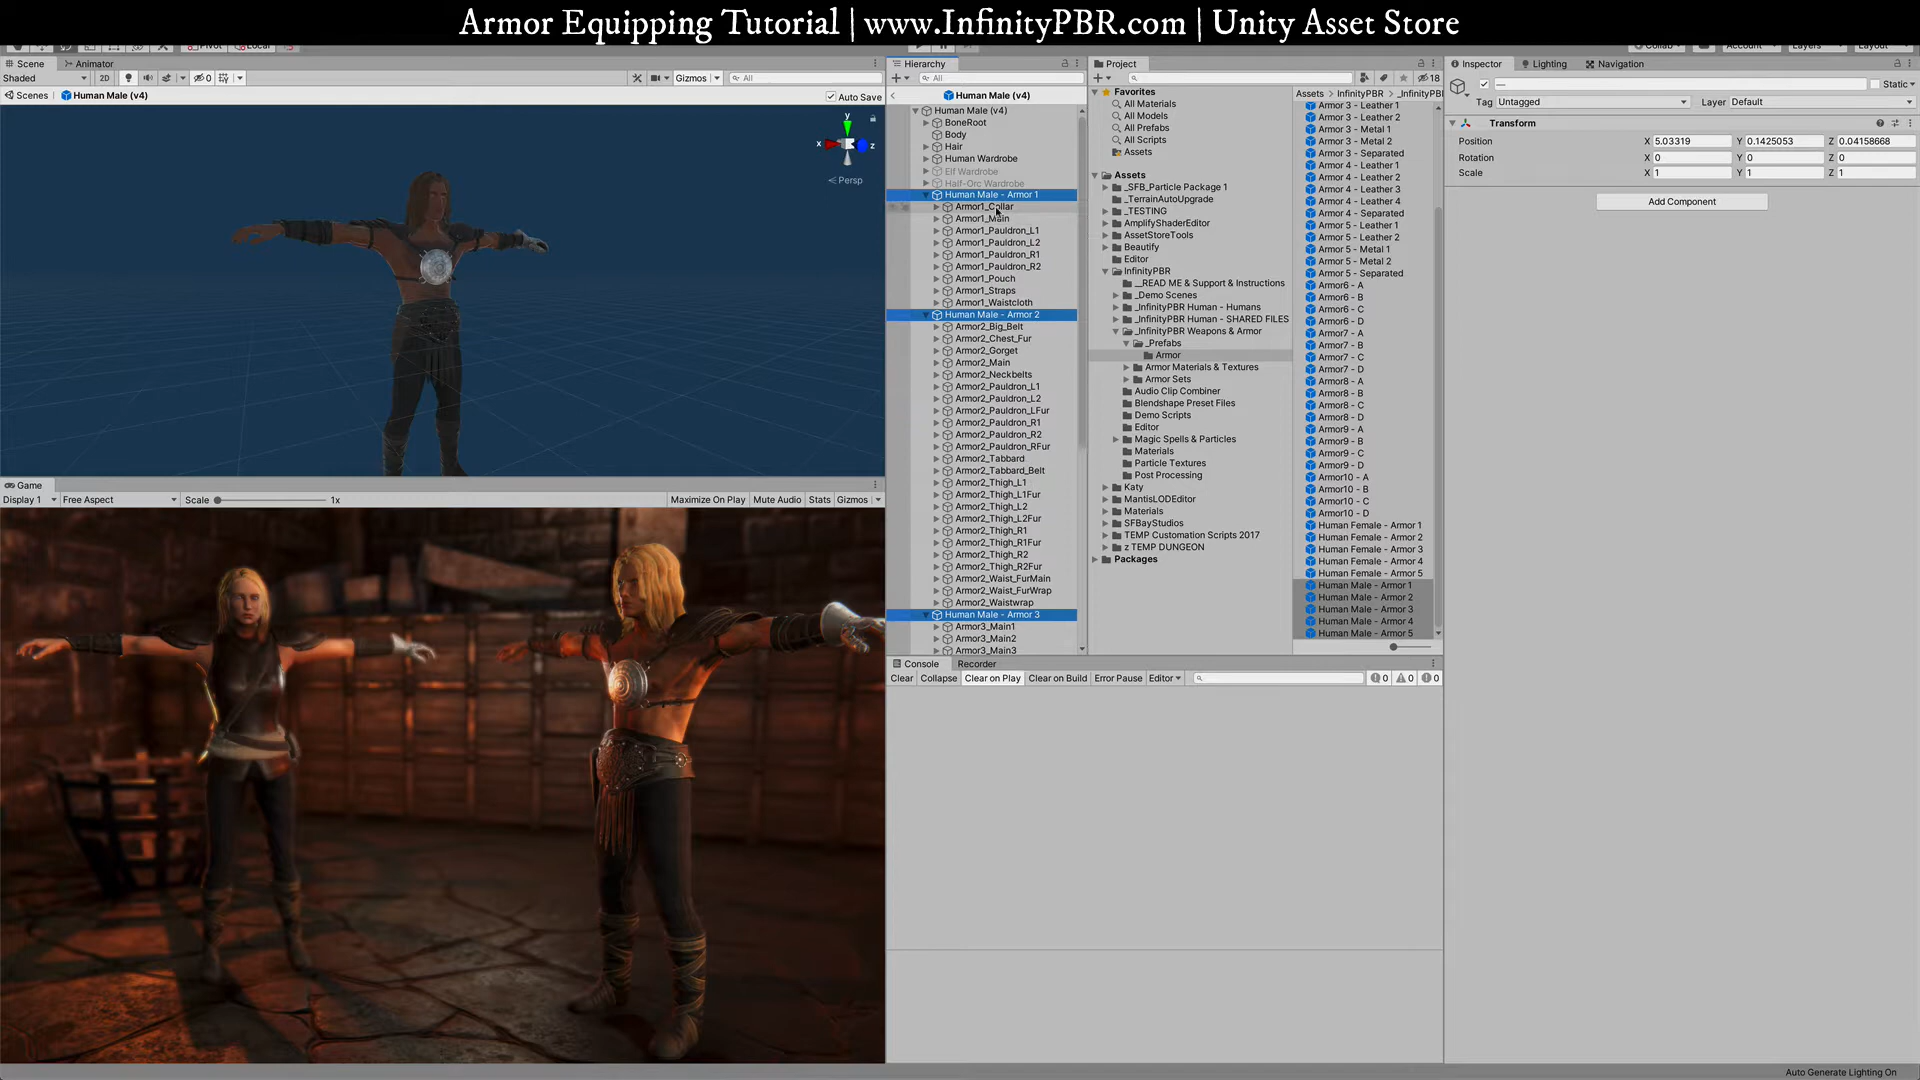 Armor Equipping Tutorial | www.InfinityPBR.com | Unity Asset Store
Pivot Local
Collab Account Layers Layout
Scene Animator
Shaded 2D 0 Gizmos All
Scenes Human Male (v4) Auto Save
y
x z
Persp
Game
Display 1 Free Aspect Scale 1x Maximize On Play Mute Audio Stats Gizmos
Hierarchy
All
Human Male (v4)
Human Male (v4)
BoneRoot
Body
Hair
Human Wardrobe
Elf Wardrobe
Half-Orc Wardrobe
Human Male - Armor 1
Armor1_Collar
Armor1_Main
Armor1_Pauldron_L1
Armor1_Pauldron_L2
Armor1_Pauldron_R1
Armor1_Pauldron_R2
Armor1_Pouch
Armor1_Straps
Armor1_Waistcloth
Human Male - Armor 2
Armor2_Big_Belt
Armor2_Chest_Fur
Armor2_Gorget
Armor2_Main
Armor2_Neckbelts
Armor2_Pauldron_L1
Armor2_Pauldron_L2
Armor2_Pauldron_LFur
Armor2_Pauldron_R1
Armor2_Pauldron_R2
Armor2_Pauldron_RFur
Armor2_Tabbard
Armor2_Tabbard_Belt
Armor2_Thigh_L1
Armor2_Thigh_L1Fur
Armor2_Thigh_L2
Armor2_Thigh_L2Fur
Armor2_Thigh_R1
Armor2_Thigh_R1Fur
Armor2_Thigh_R2
Armor2_Thigh_R2Fur
Armor2_Waist_FurMain
Armor2_Waist_FurWrap
Armor2_Waistwrap
Human Male - Armor 3
Armor3_Main1
Armor3_Main2
Armor3_Main3
Project
18
Favorites
All Materials
All Models
All Prefabs
All Scripts
Assets
Assets
_SFB_Particle Package 1
_TerrainAutoUpgrade
_TESTING
AmplifyShaderEditor
AssetStoreTools
Beautify
Editor
InfinityPBR
__READ ME & Support & Instructions
_Demo Scenes
_InfinityPBR Human - Humans
_InfinityPBR Human - SHARED FILES
_InfinityPBR Weapons & Armor
_Prefabs
Armor
Armor Materials & Textures
Armor Sets
Audio Clip Combiner
Blendshape Preset Files
Demo Scripts
Editor
Magic Spells & Particles
Materials
Particle Textures
Post Processing
Katy
MantisLODEditor
Materials
SFBayStudios
TEMP Customation Scripts 2017
z TEMP DUNGEON
Packages
Assets > InfinityPBR > _InfinityPB
Armor 3 - Leather 1
Armor 3 - Leather 2
Armor 3 - Metal 1
Armor 3 - Metal 2
Armor 3 - Separated
Armor 4 - Leather 1
Armor 4 - Leather 2
Armor 4 - Leather 3
Armor 4 - Leather 4
Armor 4 - Separated
Armor 5 - Leather 1
Armor 5 - Leather 2
Armor 5 - Metal 1
Armor 5 - Metal 2
Armor 5 - Separated
Armor6 - A
Armor6 - B
Armor6 - C
Armor6 - D
Armor7 - A
Armor7 - B
Armor7 - C
Armor7 - D
Armor8 - A
Armor8 - B
Armor8 - C
Armor8 - D
Armor9 - A
Armor9 - B
Armor9 - C
Armor9 - D
Armor10 - A
Armor10 - B
Armor10 - C
Armor10 - D
Human Female - Armor 1
Human Female - Armor 2
Human Female - Armor 3
Human Female - Armor 4
Human Female - Armor 5
Human Male - Armor 1
Human Male - Armor 2
Human Male - Armor 3
Human Male - Armor 4
Human Male - Armor 5
Console Recorder
Clear Collapse Clear on Play Clear on Build Error Pause Editor 0 0 0
Inspector Lighting Navigation
— Static
Tag Untagged Layer Default
Transform
Position X 5.03319 Y 0.1425053 Z 0.04158668
Rotation X 0 Y 0 Z 0
Scale X 1 Y 1 Z 1
Add Component
Auto Generate Lighting On